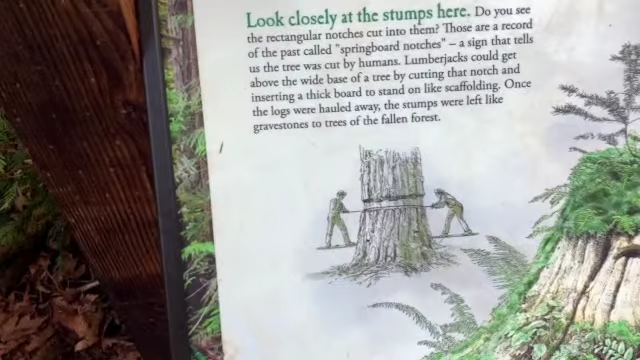 Look closely at the stumps here. Do you see
the rectangular notches cut into them? Those are a record
of the past called "springboard notches" – a sign that tells
us the tree was cut by humans. Lumberjacks could get
above the wide base of a tree by cutting that notch and
inserting a thick board to stand on like scaffolding. Once
the logs were hauled away, the stumps were left like
gravestones to trees of the fallen forest.